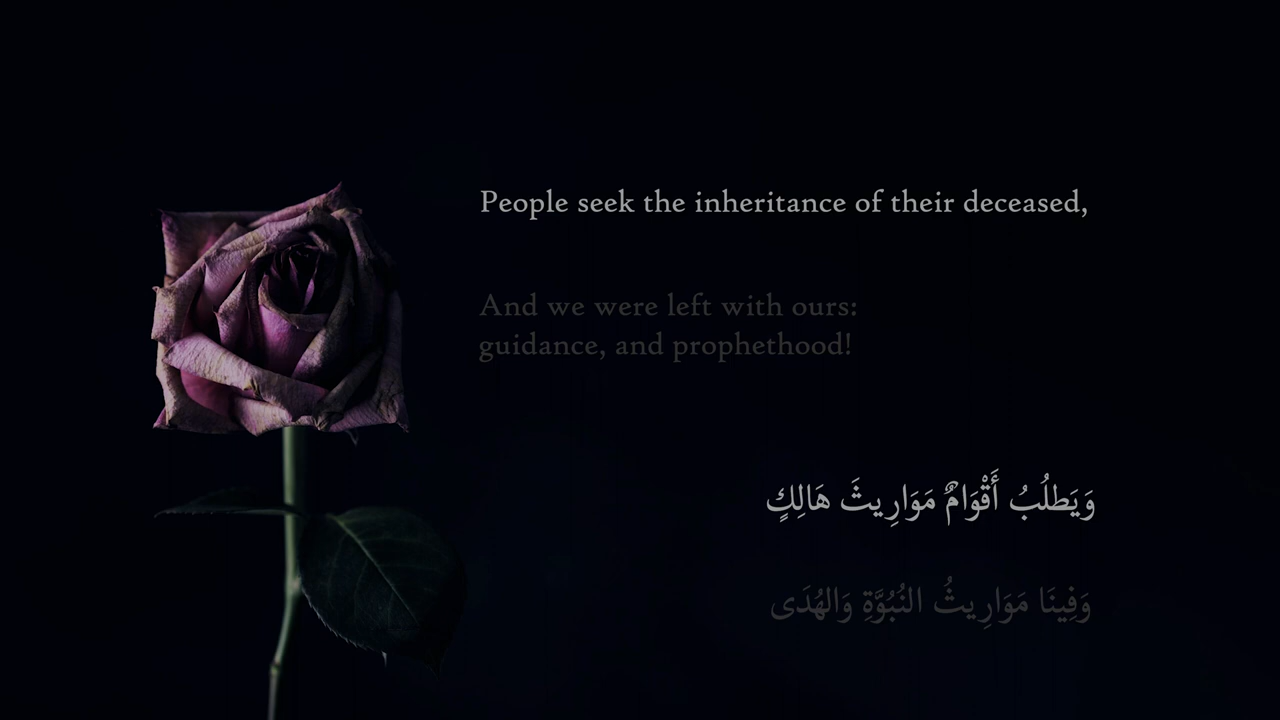 People seek the inheritance of their deceased,
And we were left with ours:
guidance, and prophethood!
وَيَطلُبُ أَقْوَامٌ مَوَارِيثَ هَالِكٍ
وَفِينَا مَوَارِيثُ النُبُوَّةِ وَالهُدَى